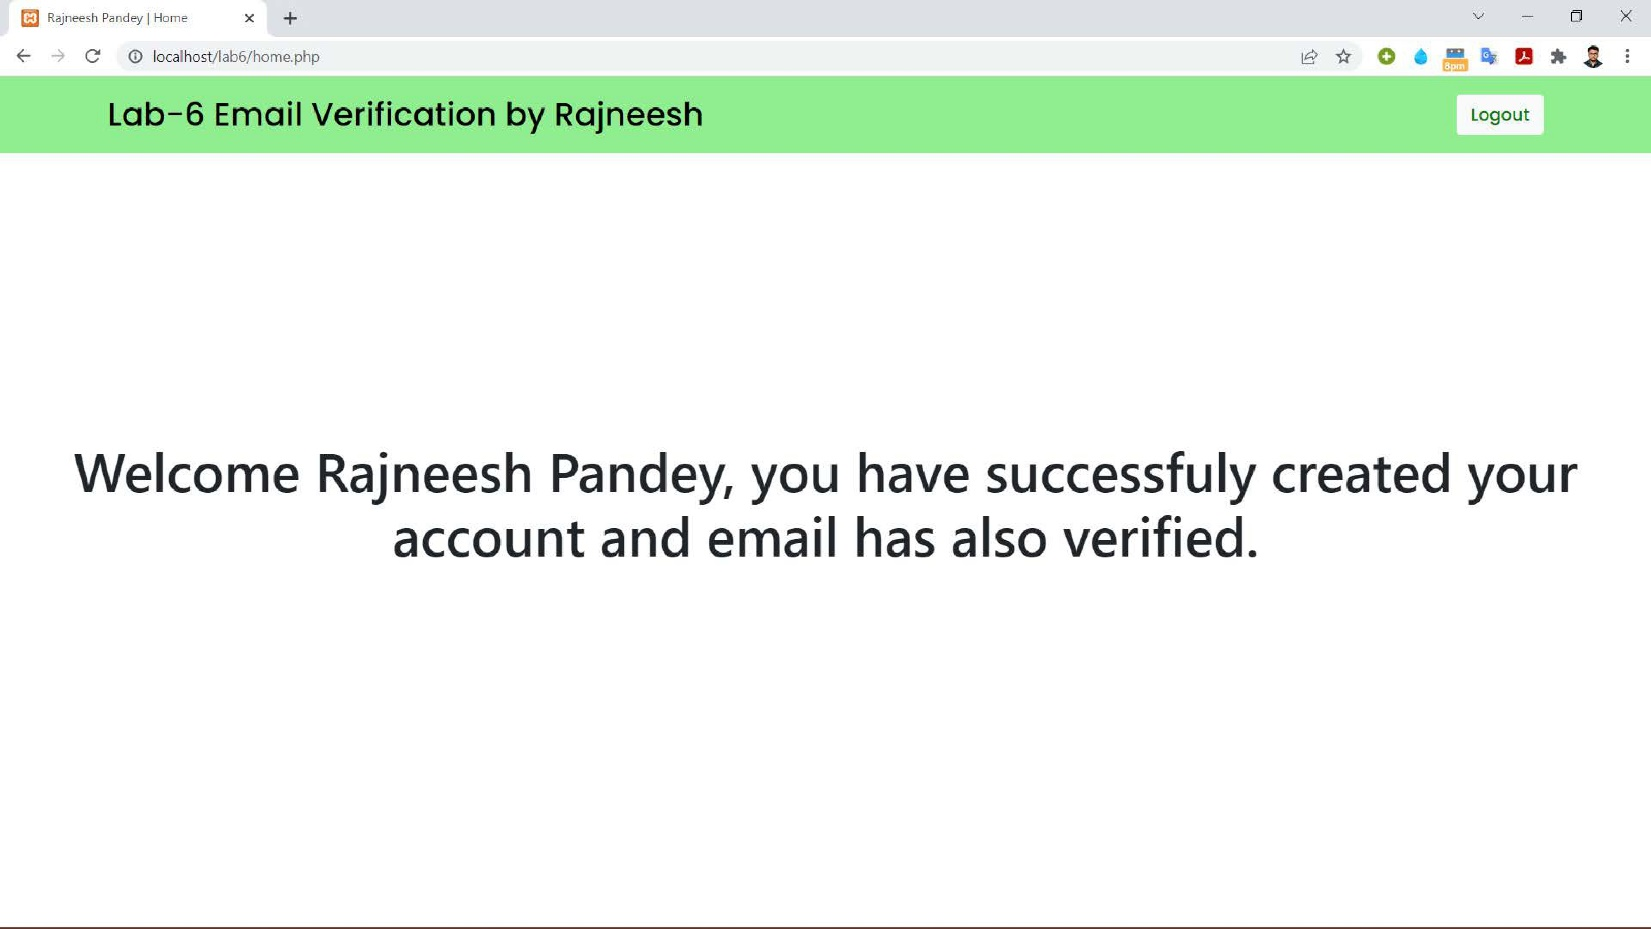 Rajneesh Pandey | Home
localhost/lab6/home.php
8pm
Lab-6 Email Verification by Rajneesh
Logout
Welcome Rajneesh Pandey, you have successfuly created your
account and email has also verified.